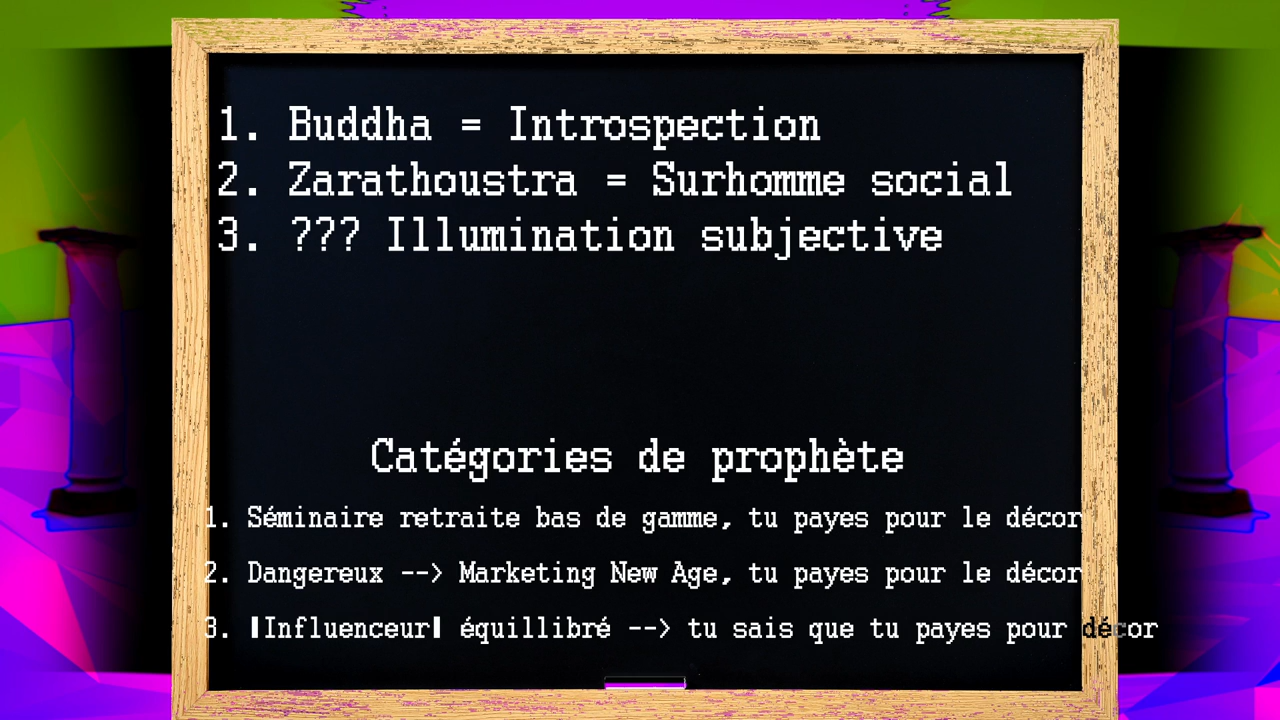 1. Buddha = Introspection
2. Zarathoustra = Surhomme social
3. ??? Illumination subjective
Catégories de prophète
1. Séminaire retraite bas de gamme, tu payes pour le décor
2. Dangereux --> Marketing New Age, tu payes pour le décor
3. ▌Influenceur▌ équillibré --> tu sais que tu payes pour décor